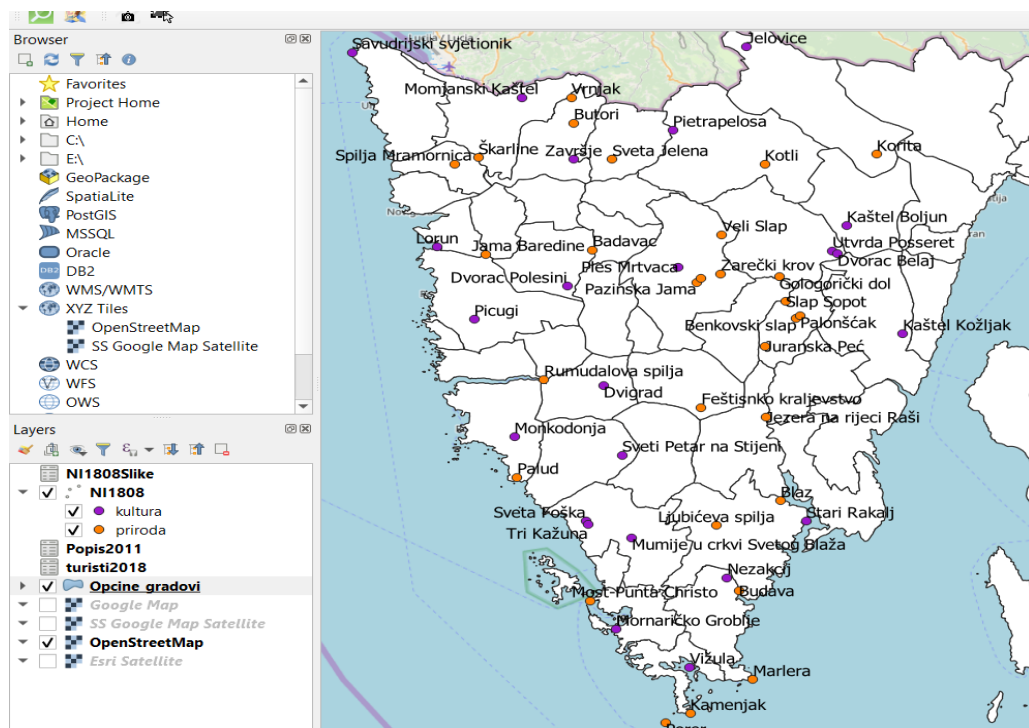 Browser
Favorites
Project Home
Home
C:\
E:\
GeoPackage
SpatiaLite
PostGIS
MSSQL
Oracle
DB2
DB2
WMS/WMTS
XYZ Tiles
OpenStreetMap
SS Google Map Satellite
WCS
WFS
OWS
Layers
NI1808Slike
NI1808
kultura
priroda
Popis2011
turisti2018
Opcine_gradovi
Google Map
SS Google Map Satellite
OpenStreetMap
Esri Satellite
Savudrijski svjetionik
Jelovice
Momjanski Kaštel
Vrnjak
Butori
Pietrapelosa
Spilja Mramornica
Škarline
Završje
Sveta Jelena
Kotli
Korita
Kaštel Boljun
Lorun
Jama Baredine
Badavac
Veli Slap
Utvrda Posseret
Dvorac Belaj
Dvorac Polesini
Ples Mrtvaca
Zarečki krov
Pazinska Jama
Gologorički dol
Slap Sopot
Picugi
Benkovski slap
Palonšćak
Kaštel Kožljak
Juranska Peć
Rumudalova spilja
Dvigrad
Feštisnko kraljevstvo
Jezera na rijeci Raši
Monkodonja
Sveti Petar na Stijeni
Palud
Blaz
Sveta Foška
Ljubićeva spilja
Stari Rakalj
Tri Kažuna
Mumije u crkvi Svetog Blaža
Nezakcij
Most-Punta Christo
Budava
Mornaričko Groblje
Vižula
Marlera
Kamenjak